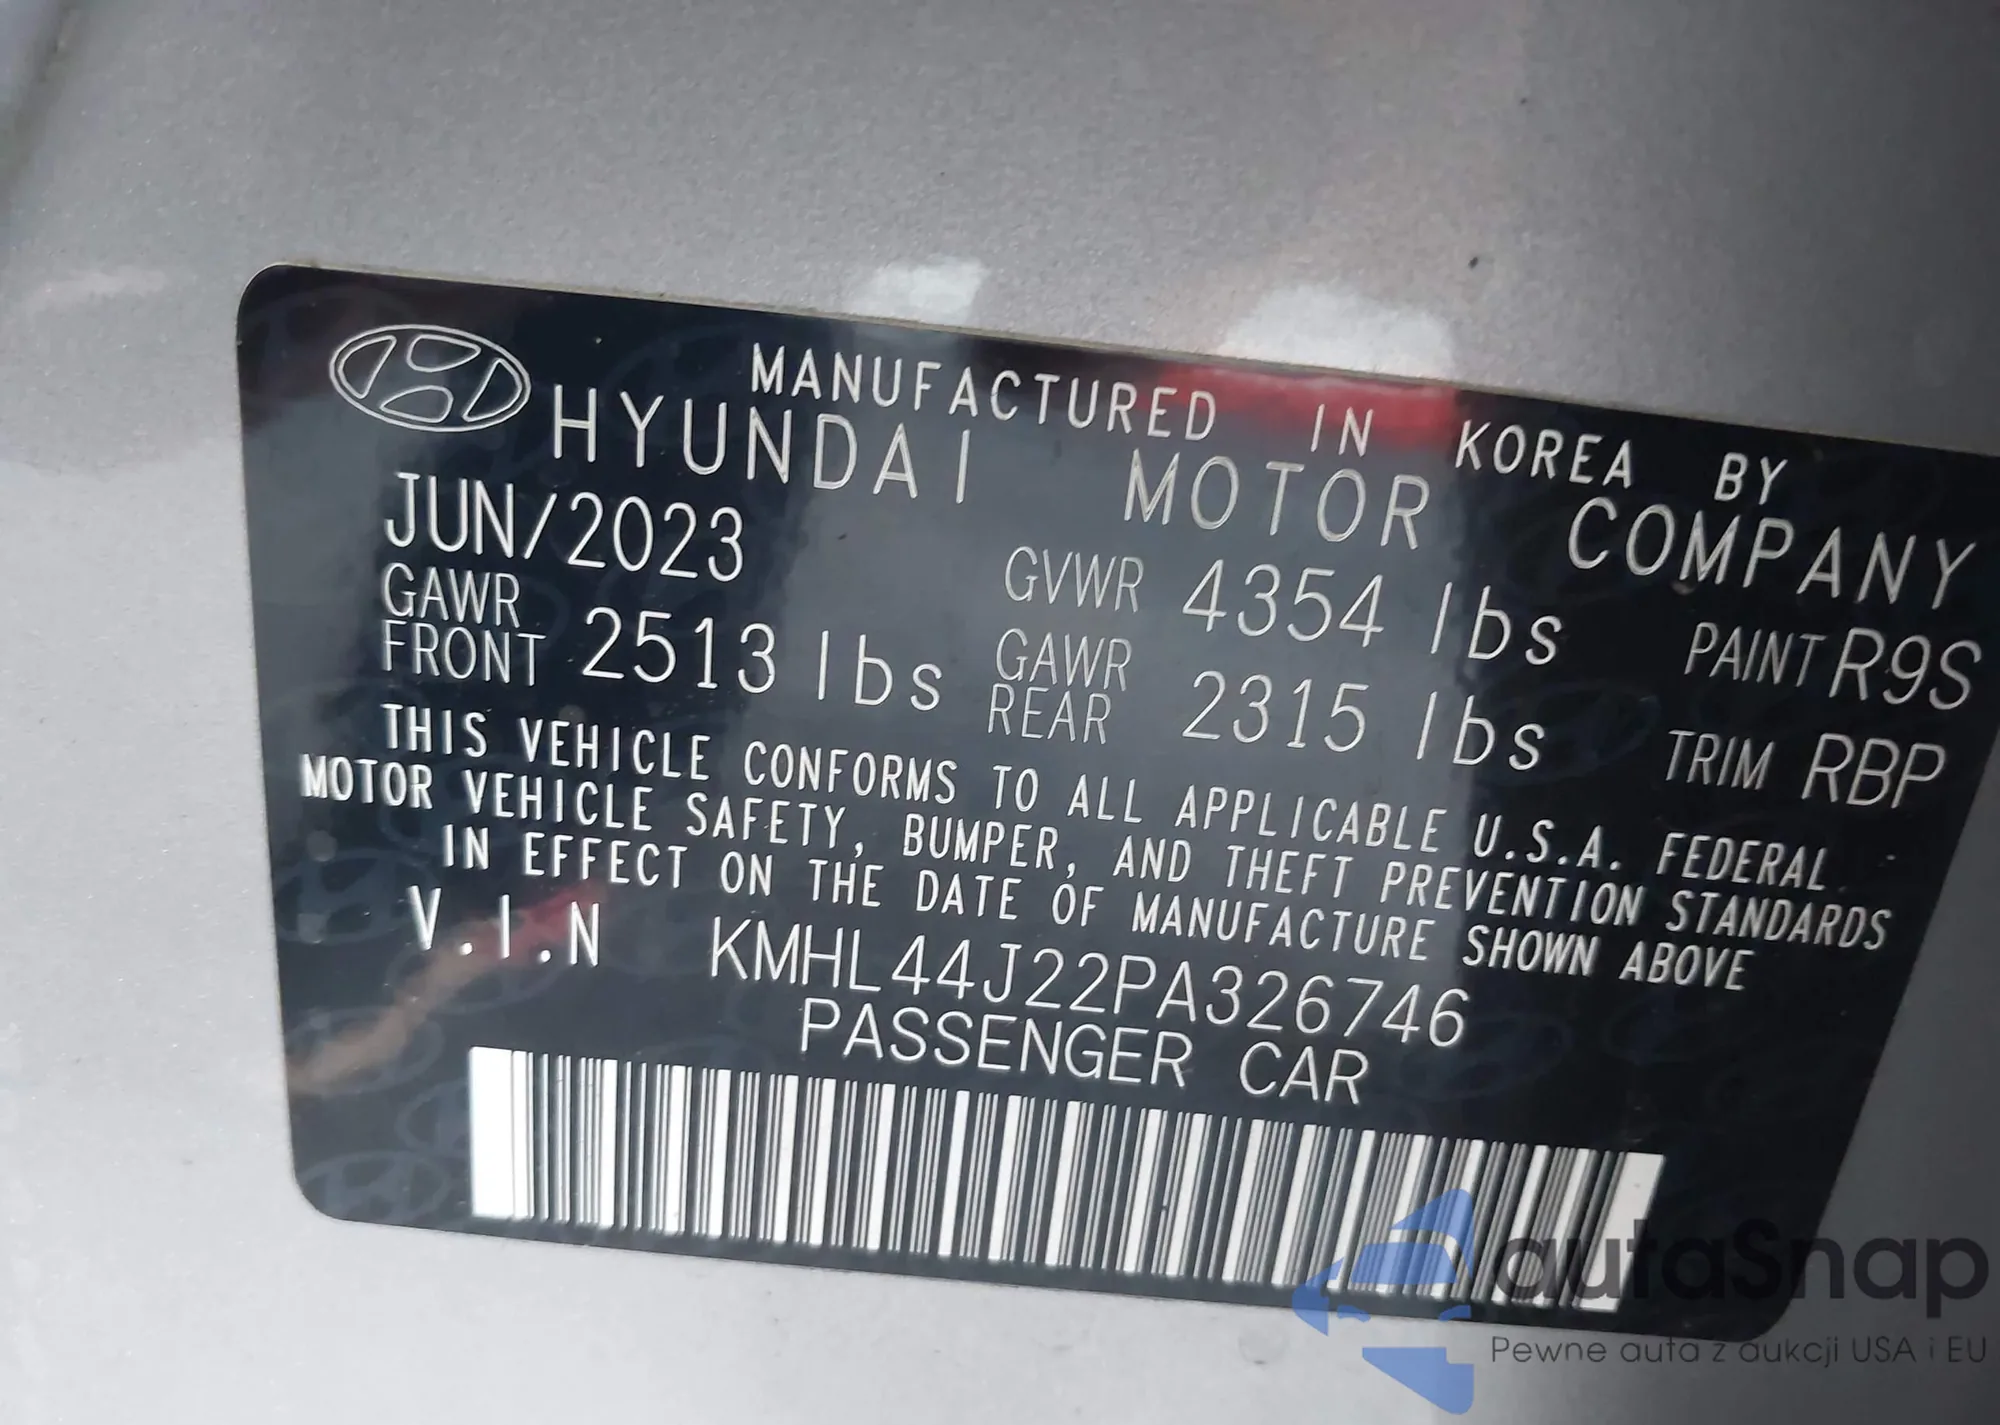 MANUFACTURED IN KOREA BY
HYUNDAI MOTOR COMPANY
JUN/2023 GVWR 4354 lbs PAINT R9S
GAWR FRONT 2513 lbs GAWR REAR 2315 lbs TRIM RBP
THIS VEHICLE CONFORMS TO ALL APPLICABLE U.S.A. FEDERAL
MOTOR VEHICLE SAFETY, BUMPER, AND THEFT PREVENTION STANDARDS
IN EFFECT ON THE DATE OF MANUFACTURE SHOWN ABOVE
V.I.N KMHL44J22PA326746
PASSENGER CAR
autaSnap
Pewne auta z aukcji USA i EU